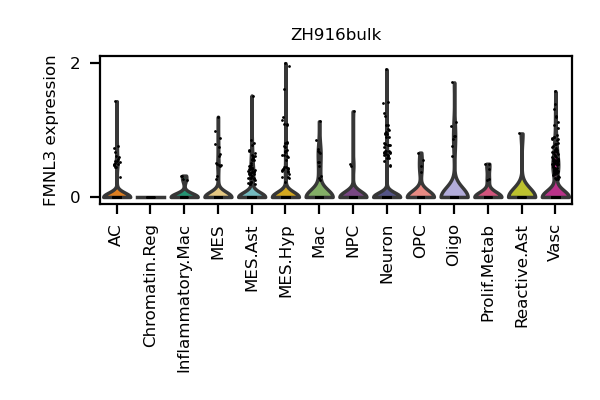 ZH916bulk
FMNL3 expression
2
0
AC
Chromatin.Reg
Inflammatory.Mac
MES
MES.Ast
MES.Hyp
Mac
NPC
Neuron
OPC
Oligo
Prolif.Metab
Reactive.Ast
Vasc